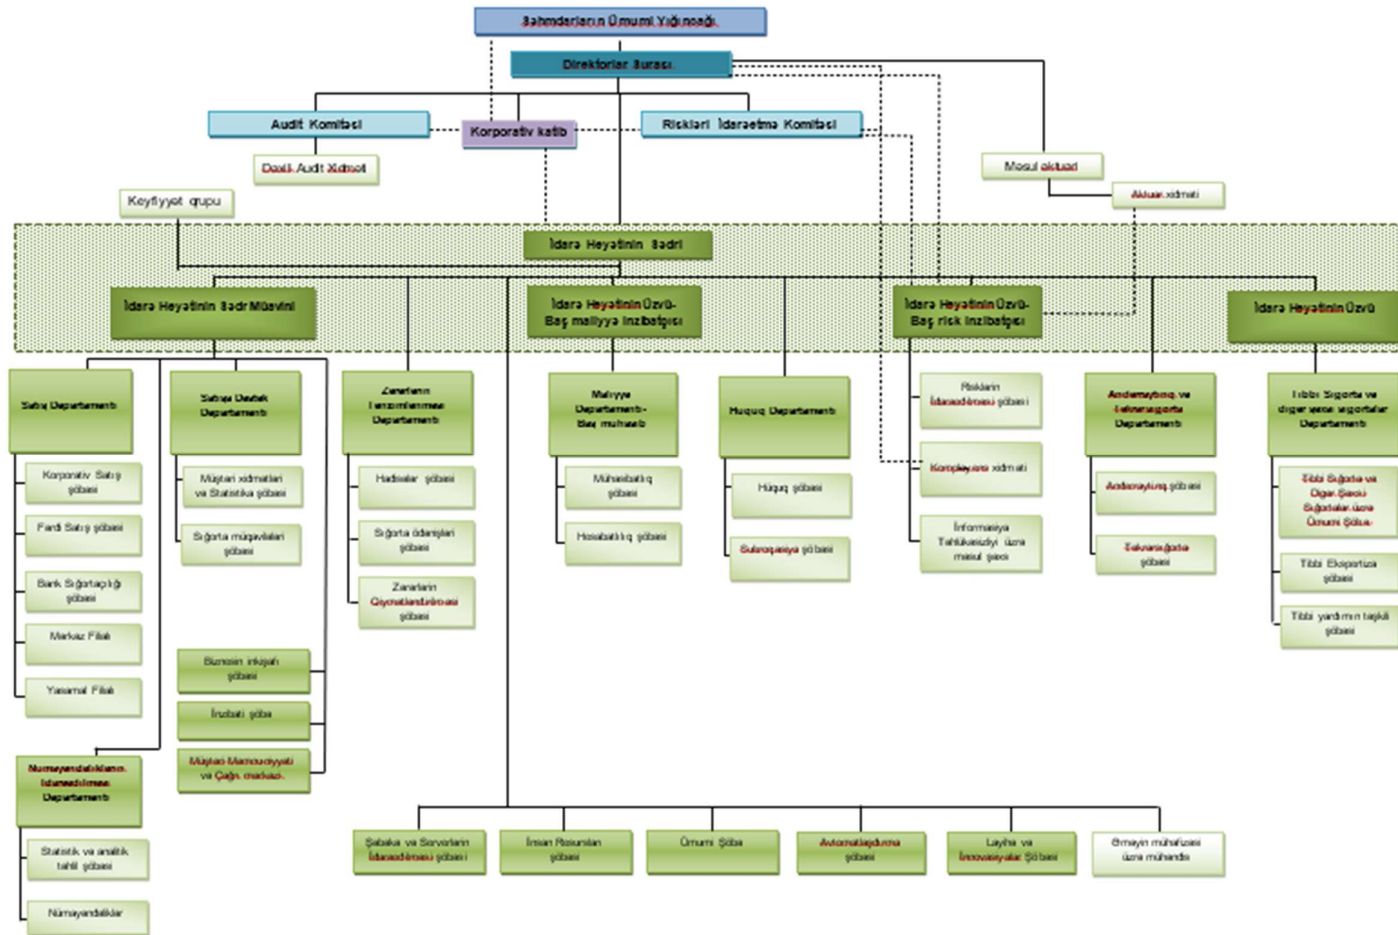 Səhmdarların Ümumi Yığıncağı
Direktorlar Şurası
Audit Komitəsi
Korporativ katib
Riskləri İdarəetmə Komitəsi
Daxili Audit Xidməti
Məsul aktuari
Aktuar xidməti
Keyfiyyət qrupu
İdarə Heyətinin Sədri
İdarə Heyətinin Sədr Müavini
İdarə Heyətinin Üzvü-
Baş maliyyə inzibatçısı
İdarə Heyətinin Üzvü-
Baş risk inzibatçısı
İdarə Heyətinin Üzvü
Satış Departamenti
Satışa Dəstək
Departamenti
Zərərlərin
Tənzimlənməsi
Departamenti
Maliyyə
Departamenti-
Baş mühasib
Hüquq Departamenti
Risklərin
İdarəedilməsi şöbəsi
Anderraytinq və
Təkrarsığorta
Departamenti
Tibbi Sığorta və
digər şəxsi sığortalar
Departamenti
Korporativ Satış
şöbəsi
Fərdi Satış şöbəsi
Bank Sığortaçılığı
şöbəsi
Mərkəz Filialı
Yasamal Filialı
Müştəri xidmətləri
və Statistika şöbəsi
Sığorta müqavilələri
şöbəsi
Hadisələr şöbəsi
Sığorta ödənişləri
şöbəsi
Zərərlərin
Qiymətləndirilməsi
şöbəsi
Mühasibatlıq
şöbəsi
Hesabatlılıq şöbəsi
Hüquq şöbəsi
Subroqasiya şöbəsi
Komplayens xidməti
İnformasiya
Təhlükəsizliyi üzrə
məsul şəxs
Anderraytinq şöbəsi
Təkrarsığorta
şöbəsi
Tibbi Sığorta və
Digər Şəxsi
Sığortalar üzrə
Ümumi Şöbə
Tibbi Ekspertiza
şöbəsi
Tibbi yardımın təşkili
şöbəsi
Biznesin inkişafı
şöbəsi
İnzibati şöbə
Müştəri Məmnuniyyəti
və Çağrı mərkəzi
Nümayəndəliklərin
İdarəedilməsi
Departamenti
Statistik və analitik
təhlil şöbəsi
Nümayəndəliklər
Şəbəkə və Serverlərin
İdarəedilməsi şöbəsi
İnsan Resursları
şöbəsi
Ümumi Şöbə
Avtomatlaşdırma
şöbəsi
Layihə və
İnnovasiyalar Şöbəsi
Əməyin mühafizəsi
üzrə mühəndis